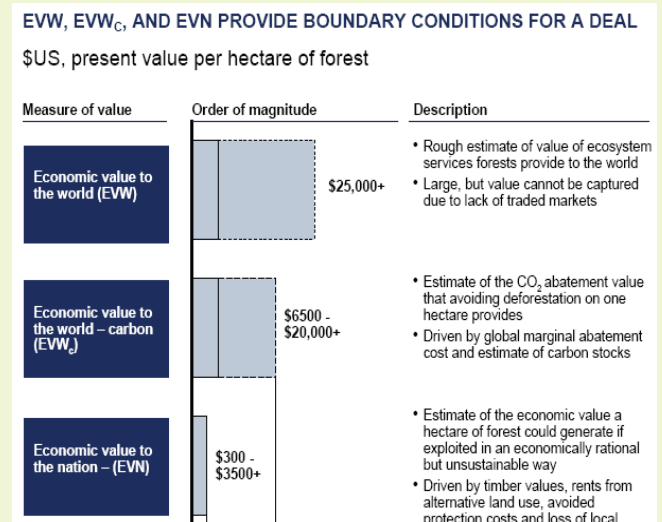 EVW, EVWC, AND EVN PROVIDE BOUNDARY CONDITIONS FOR A DEAL
$US, present value per hectare of forest
Measure of value
Order of magnitude
Description
Economic value to
the world (EVW)
$25,000+
• Rough estimate of value of ecosystem
services forests provide to the world
• Large, but value cannot be captured
due to lack of traded markets
Economic value to
the world – carbon
(EVWc)
$6500 -
$20,000+
• Estimate of the CO2 abatement value
that avoiding deforestation on one
hectare provides
• Driven by global marginal abatement
cost and estimate of carbon stocks
Economic value to
the nation – (EVN)
$300 -
$3500+
• Estimate of the economic value a
hectare of forest could generate if
exploited in an economically rational
but unsustainable way
• Driven by timber values, rents from
alternative land use, avoided
protection costs and loss of local